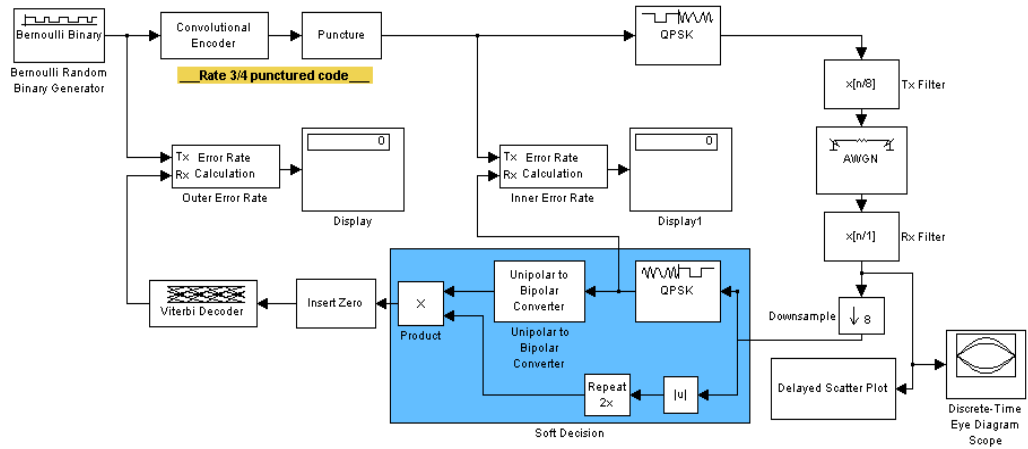 Bernoulli Binary
Bernoulli Random
Binary Generator
Convolutional
Encoder
Puncture
___Rate 3/4 punctured code___
QPSK
x[n/8]
Tx Filter
AWGN
x[n/1]
Rx Filter
Tx
Rx
Error Rate
Calculation
Outer Error Rate
0
Display
Tx
Rx
Error Rate
Calculation
Inner Error Rate
0
Display1
Viterbi Decoder
Insert Zero
X
Product
Unipolar to
Bipolar
Converter
Unipolar to
Bipolar
Converter
QPSK
Repeat
2x
|u|
Soft Decision
Downsample
↓ 8
Delayed Scatter Plot
Discrete-Time
Eye Diagram
Scope